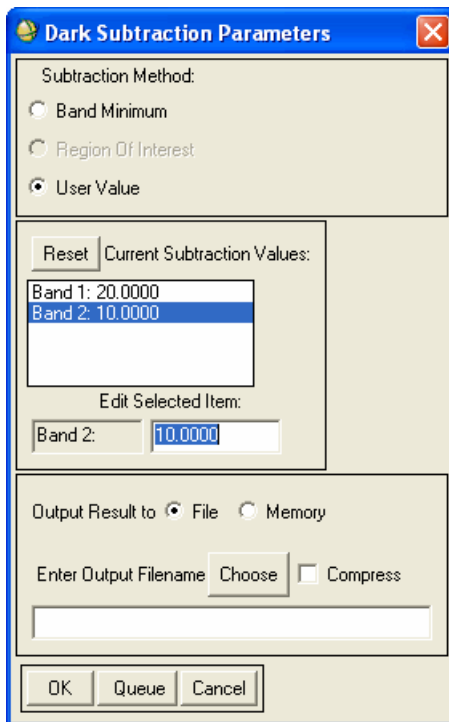 Dark Subtraction Parameters
Subtraction Method:
Band Minimum
Region Of Interest
User Value
Reset Current Subtraction Values:
Band 1: 20.0000
Band 2: 10.0000
Edit Selected Item:
Band 2: 10.0000
Output Result to File Memory
Enter Output Filename Choose Compress
OK Queue Cancel